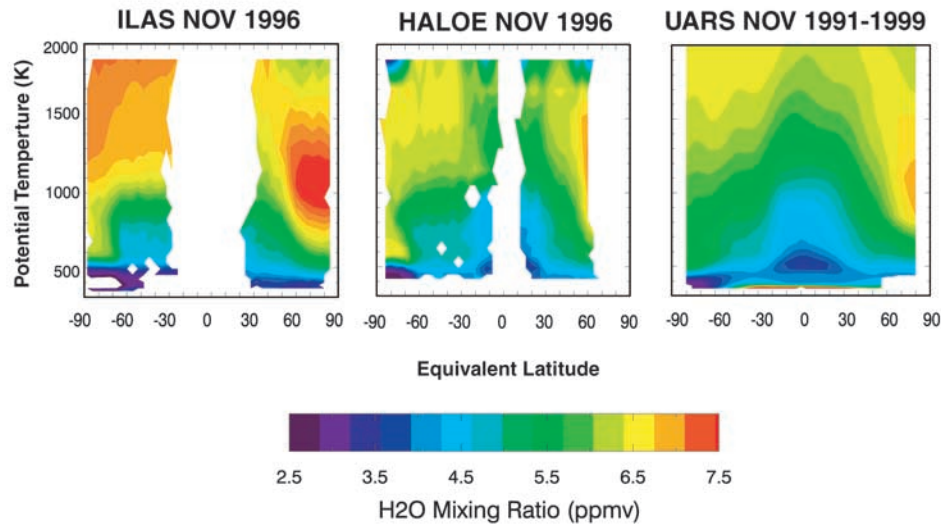 ILAS NOV 1996 HALOE NOV 1996 UARS NOV 1991-1999
2000
1500
1000
500
Potential Temperture (K)
-90 -60 -30 0 30 60 90 -90 -60 -30 0 30 60 90 -90 -60 -30 0 30 60 90
Equivalent Latitude
2.5 3.5 4.5 5.5 6.5 7.5
H2O Mixing Ratio (ppmv)